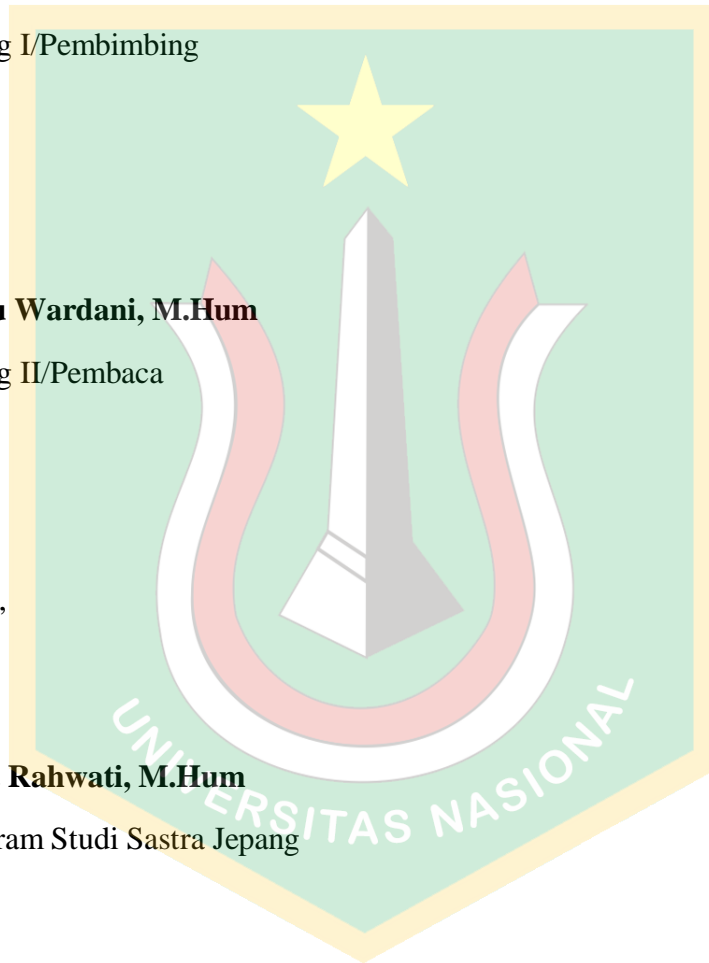 g I/Pembimbing
Wardani, M.Hum
g II/Pembaca
,
Rahwati, M.Hum
ram Studi Sastra Jepang
UNIVERSITAS NASIONAL